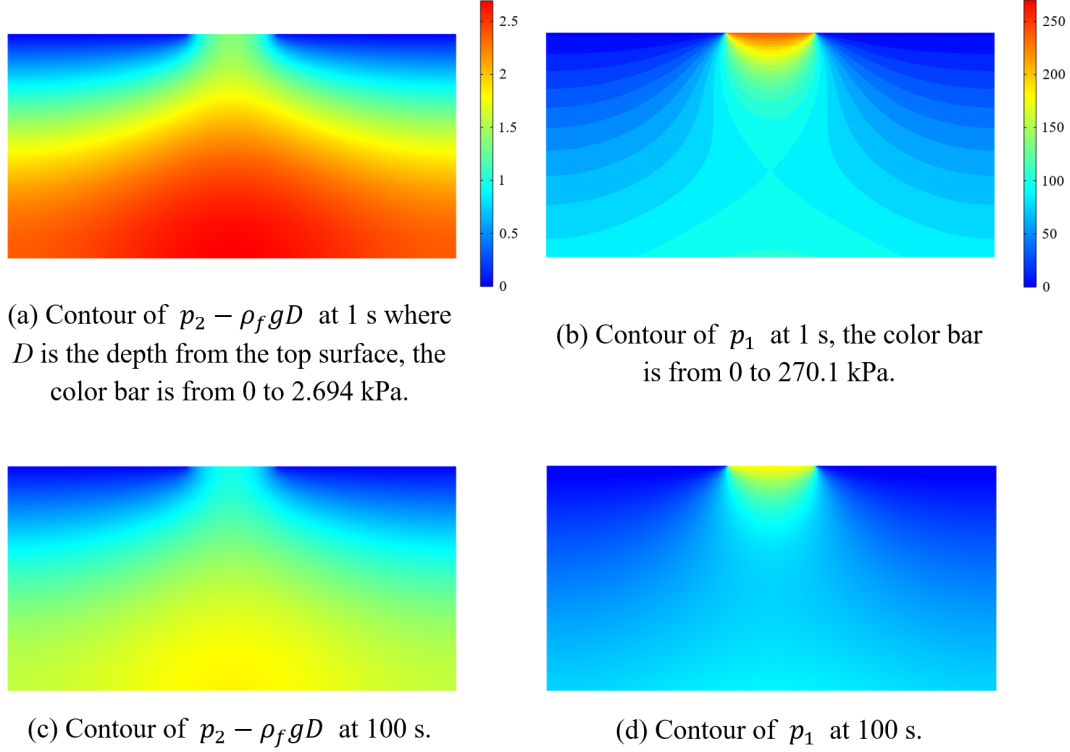 2.5
2
1.5
1
0.5
0
250
200
150
100
50
0
(a) Contour of p₂ − ρ_f gD at 1 s where
D is the depth from the top surface, the
color bar is from 0 to 2.694 kPa.
(b) Contour of p₁ at 1 s, the color bar
is from 0 to 270.1 kPa.
(c) Contour of p₂ − ρ_f gD at 100 s.
(d) Contour of p₁ at 100 s.